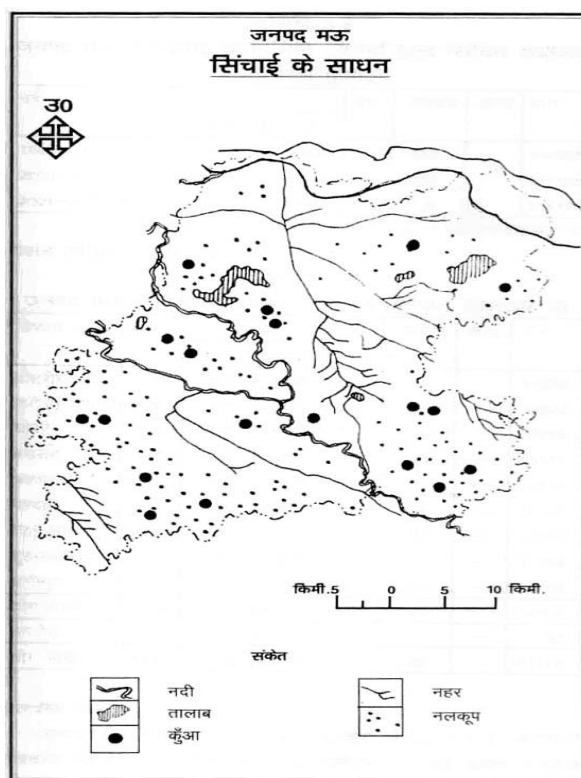 जनपद मऊ
सिंचाई के साधन
उ0
किमी.5 0 5 10 किमी.
संकेत
नदी
तालाब
कुँआ
नहर
नलकूप